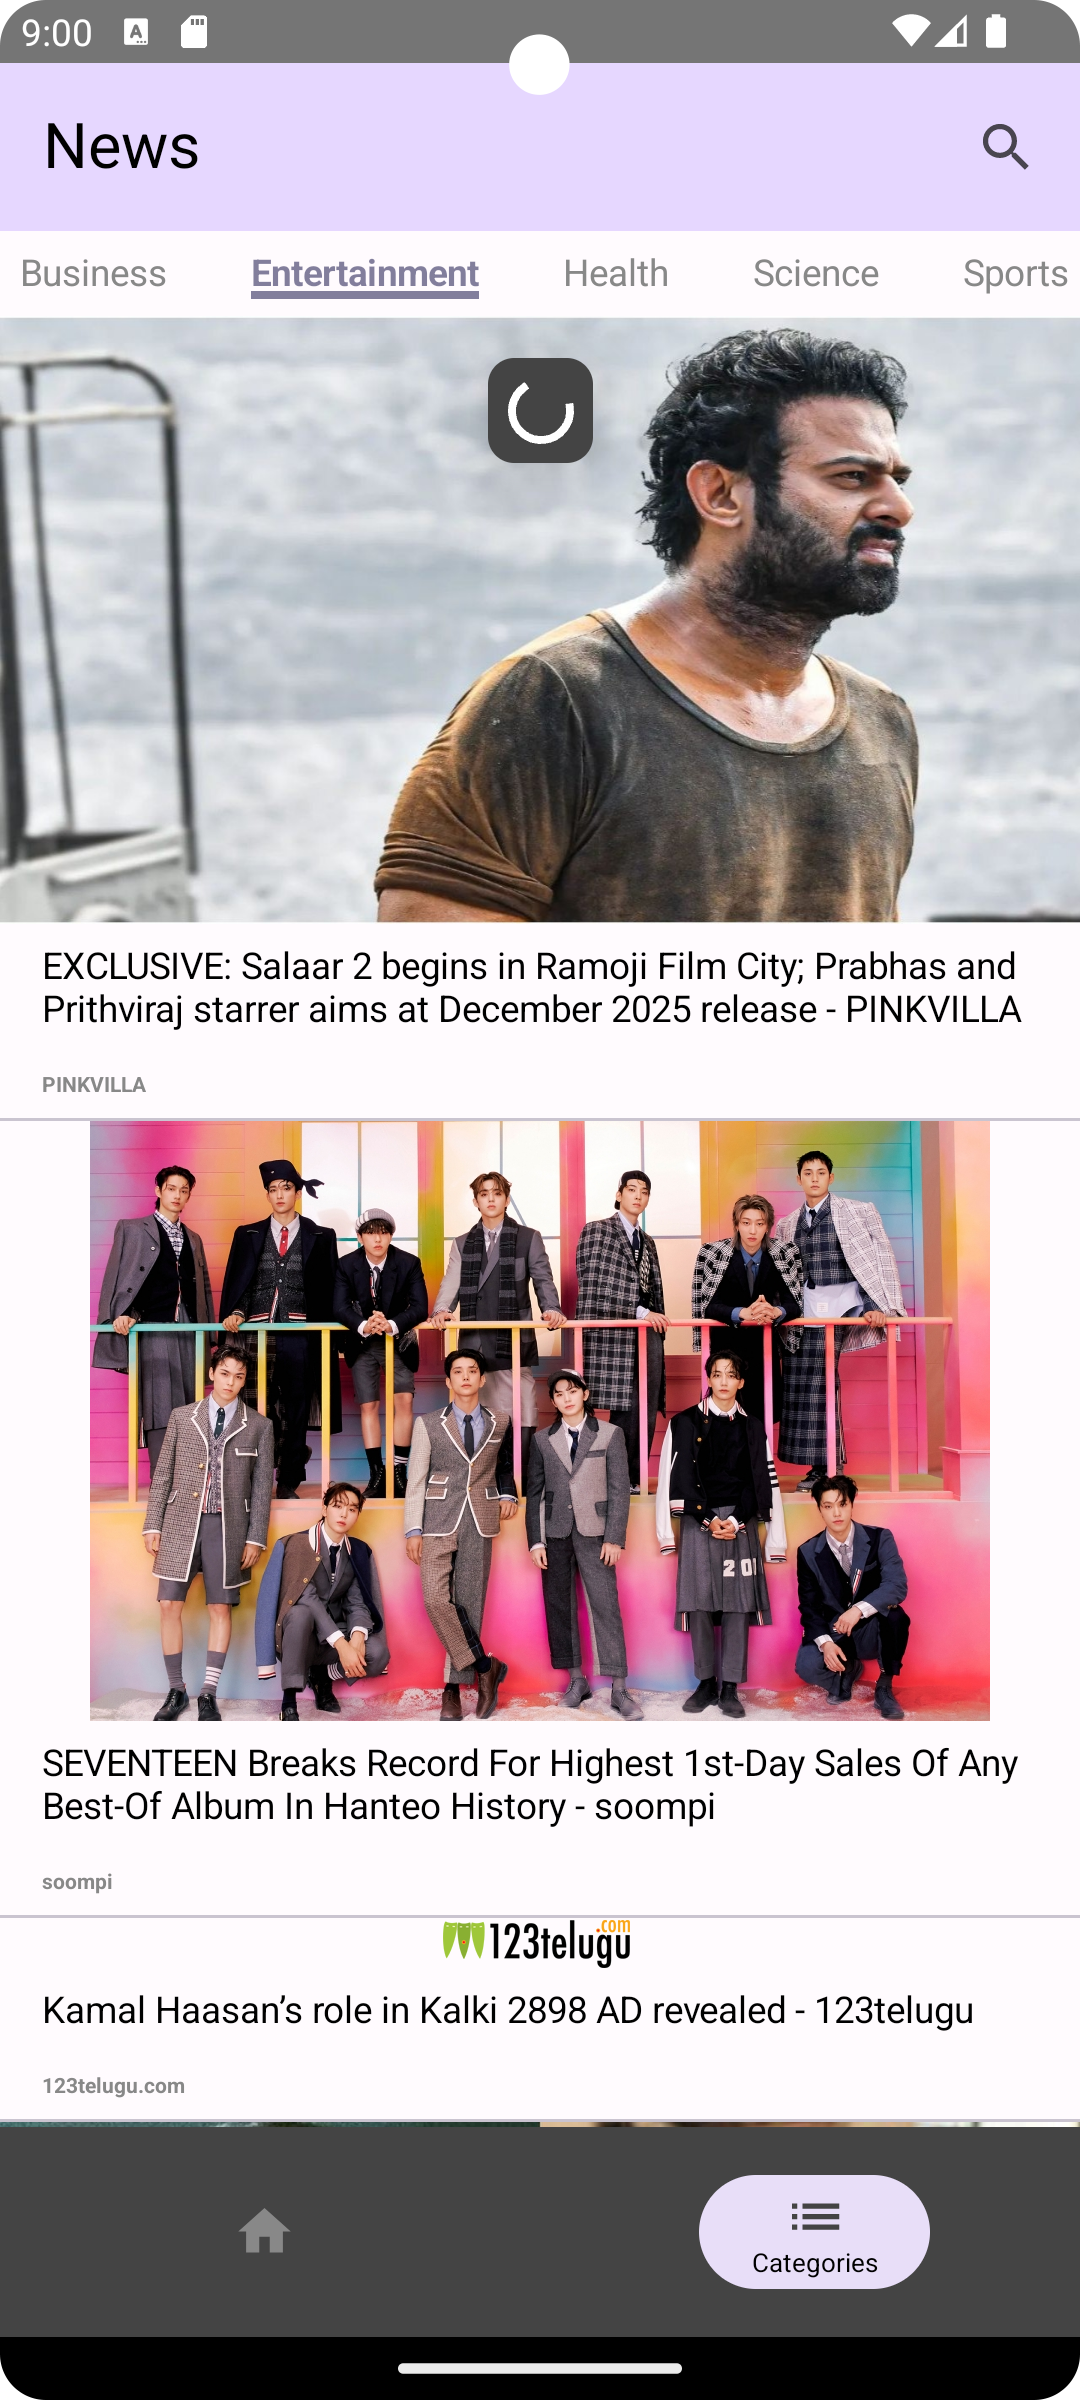 9:00
News
Business Entertainment Health Science Sports
EXCLUSIVE: Salaar 2 begins in Ramoji Film City; Prabhas and
Prithviraj starrer aims at December 2025 release - PINKVILLA
PINKVILLA
SEVENTEEN Breaks Record For Highest 1st-Day Sales Of Any
Best-Of Album In Hanteo History - soompi
soompi
123telugu.com
Kamal Haasan’s role in Kalki 2898 AD revealed - 123telugu
123telugu.com
Categories